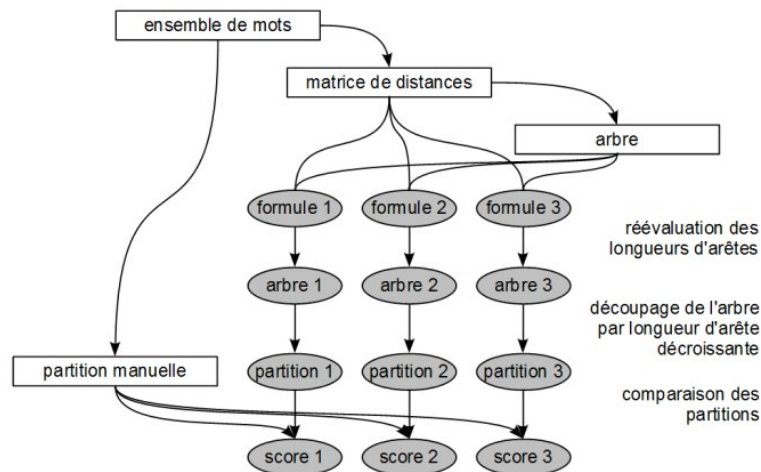 ensemble de mots
matrice de distances
arbre
formule 1
formule 2
formule 3
réévaluation des
longueurs d'arêtes
arbre 1
arbre 2
arbre 3
découpage de l'arbre
par longueur d'arête
décroissante
partition manuelle
partition 1
partition 2
partition 3
comparaison des
partitions
score 1
score 2
score 3